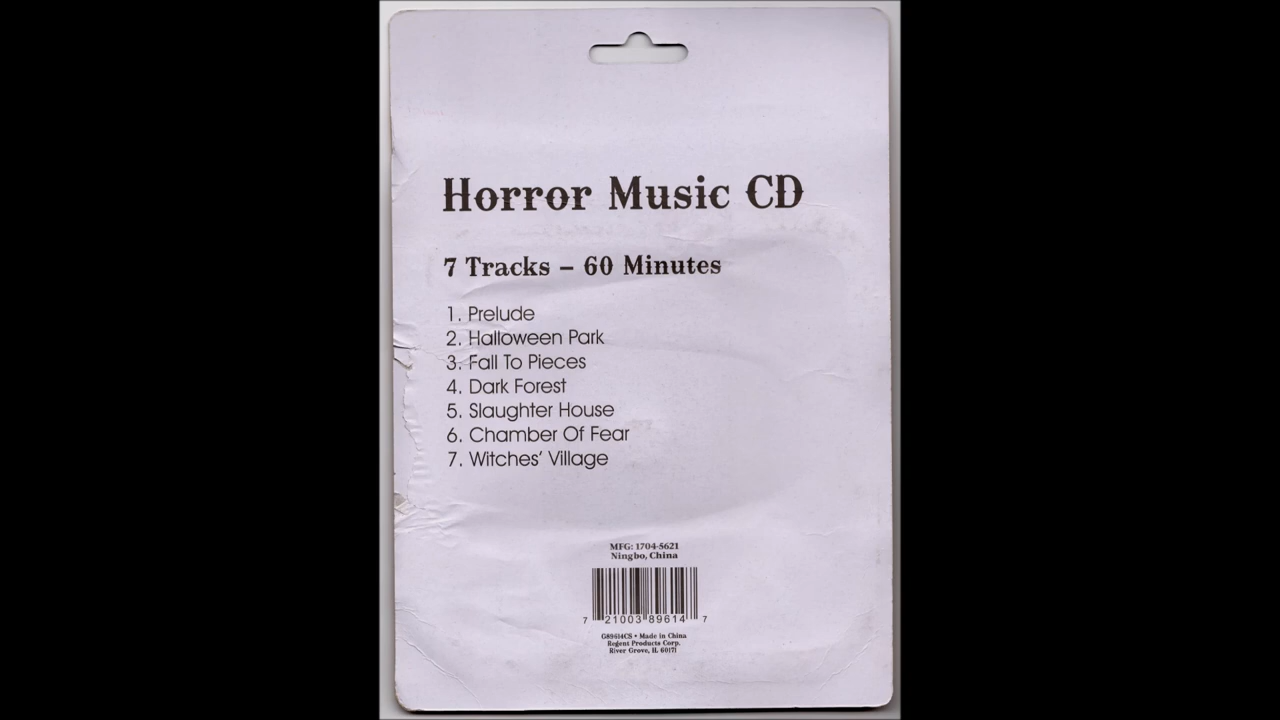 Horror Music CD
7 Tracks – 60 Minutes
1. Prelude
2. Halloween Park
3. Fall To Pieces
4. Dark Forest
5. Slaughter House
6. Chamber Of Fear
7. Witches' Village
MFG: 1704-5621
Ningbo, China
7 21003 89614 7
G89614CS • Made in China
Regent Products Corp.
River Grove, IL 60171